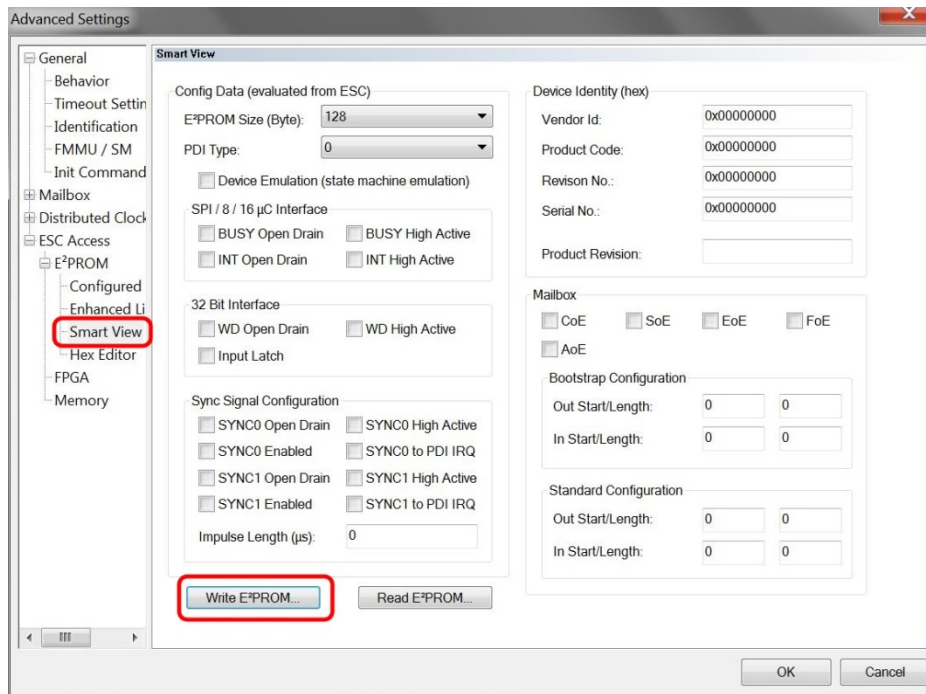 Advanced Settings
General
Behavior
Timeout Settin
Identification
FMMU / SM
Init Command
Mailbox
Distributed Clock
ESC Access
E²PROM
Configured
Enhanced Li
Smart View
Hex Editor
FPGA
Memory
Smart View
Config Data (evaluated from ESC)
E²PROM Size (Byte): 128
PDI Type: 0
Device Emulation (state machine emulation)
SPI / 8 / 16 µC Interface
BUSY Open Drain BUSY High Active
INT Open Drain INT High Active
32 Bit Interface
WD Open Drain WD High Active
Input Latch
Sync Signal Configuration
SYNC0 Open Drain SYNC0 High Active
SYNC0 Enabled SYNC0 to PDI IRQ
SYNC1 Open Drain SYNC1 High Active
SYNC1 Enabled SYNC1 to PDI IRQ
Impulse Length (µs): 0
Write E²PROM... Read E²PROM...
Device Identity (hex)
Vendor Id: 0x00000000
Product Code: 0x00000000
Revison No.: 0x00000000
Serial No.: 0x00000000
Product Revision:
Mailbox
CoE SoE EoE FoE
AoE
Bootstrap Configuration
Out Start/Length: 0 0
In Start/Length: 0 0
Standard Configuration
Out Start/Length: 0 0
In Start/Length: 0 0
OK Cancel